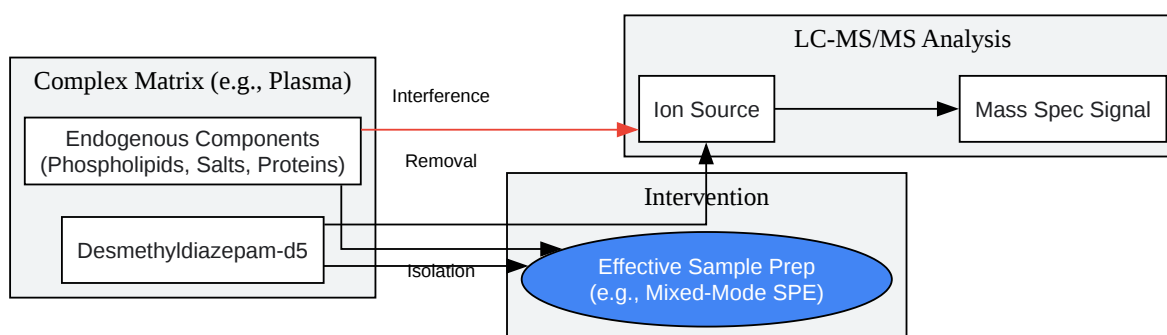 LC-MS/MS Analysis
Complex Matrix (e.g., Plasma)
Interference
Ion Source
Mass Spec Signal
Endogenous Components
(Phospholipids, Salts, Proteins)
Removal
Intervention
Desmethyldiazepam-d5
Isolation
Effective Sample Prep
(e.g., Mixed-Mode SPE)